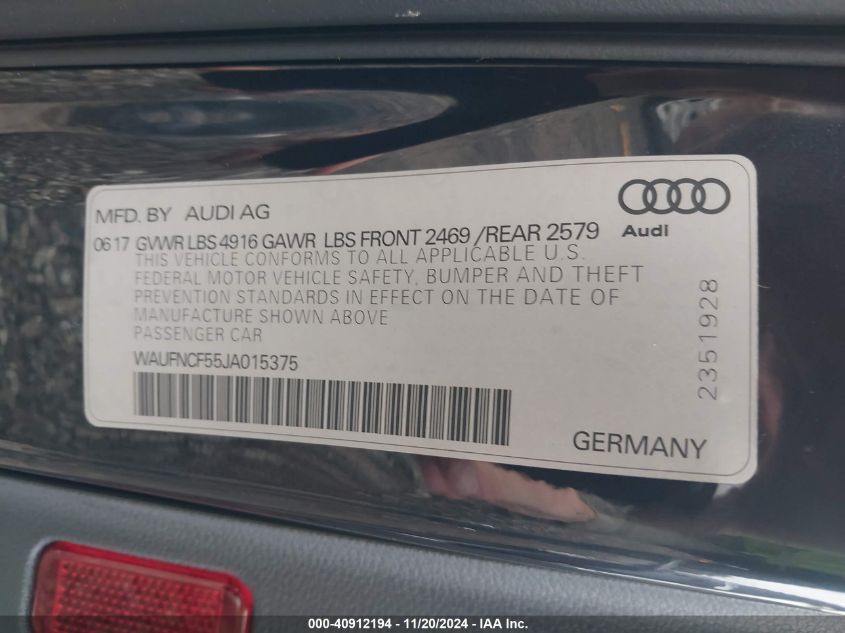 MFD. BY AUDI AG
Audi
0617 GVWR LBS 4916 GAWR LBS FRONT 2469 /REAR 2579
THIS VEHICLE CONFORMS TO ALL APPLICABLE U.S.
FEDERAL MOTOR VEHICLE SAFETY, BUMPER AND THEFT
PREVENTION STANDARDS IN EFFECT ON THE DATE OF
MANUFACTURE SHOWN ABOVE
PASSENGER CAR
WAUFNCF55JA015375
2351928
GERMANY
000-40912194 - 11/20/2024 - IAA Inc.